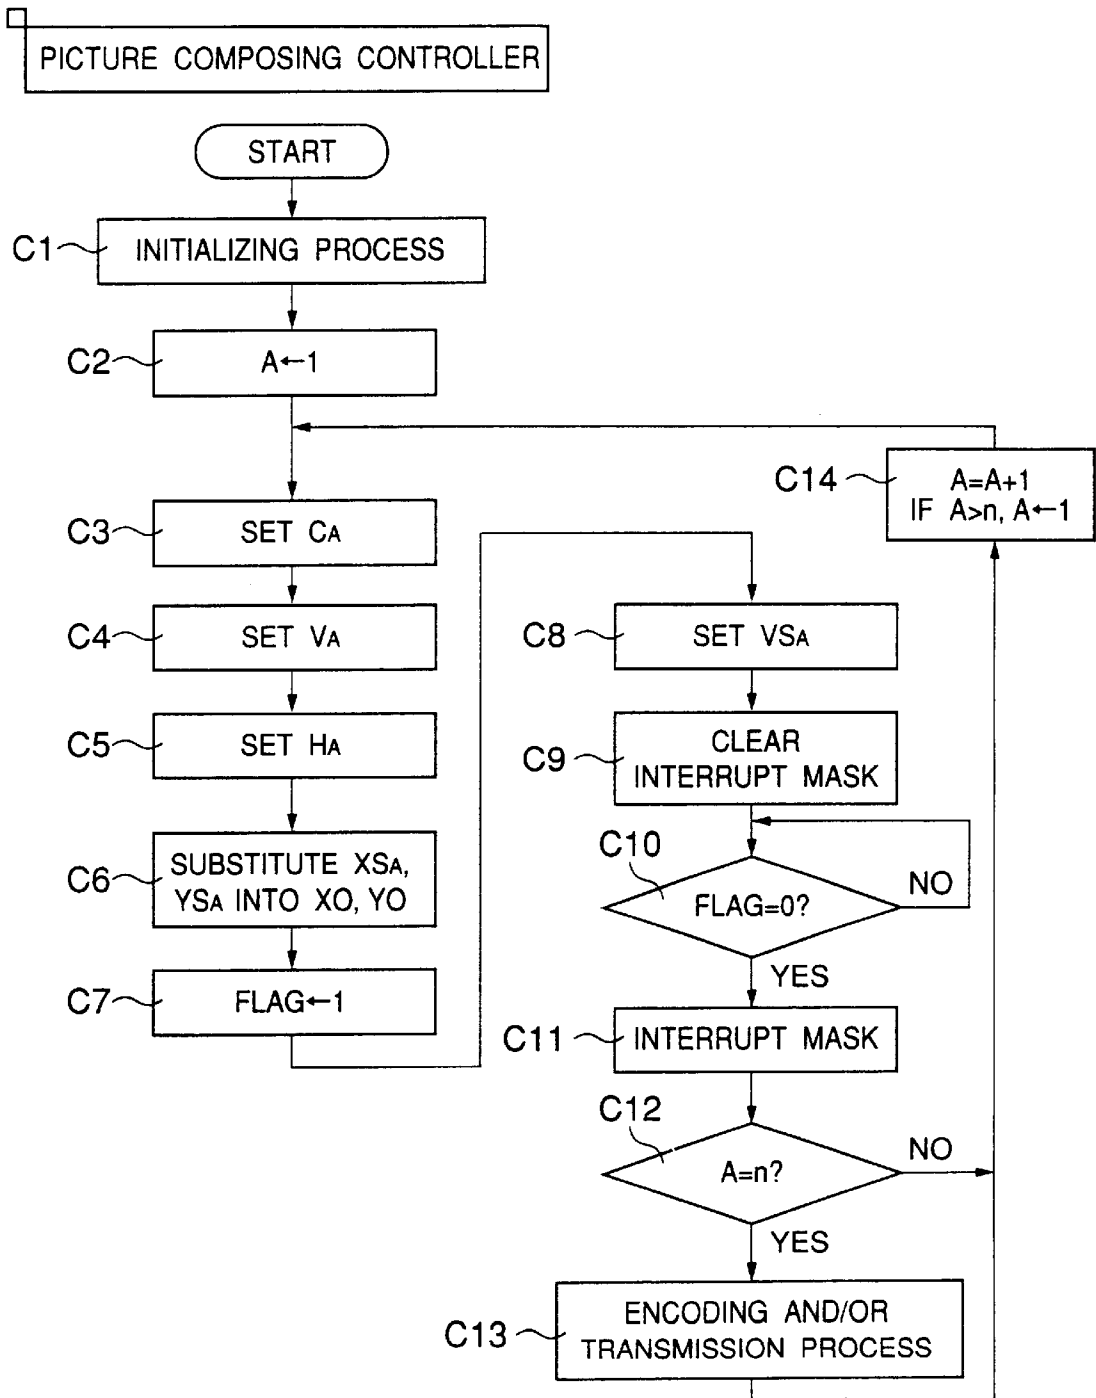 PICTURE COMPOSING CONTROLLER
START
C1
INITIALIZING PROCESS
C2
A←1
C3
SET CA
C4
SET VA
C5
SET HA
C6
SUBSTITUTE XSA,
YSA INTO XO, YO
C7
FLAG←1
C8
SET VSA
C9
CLEAR
INTERRUPT MASK
C10
FLAG=0?
NO
YES
C11
INTERRUPT MASK
C12
A=n?
NO
YES
C13
ENCODING AND/OR
TRANSMISSION PROCESS
C14
A=A+1
IF A>n, A←1